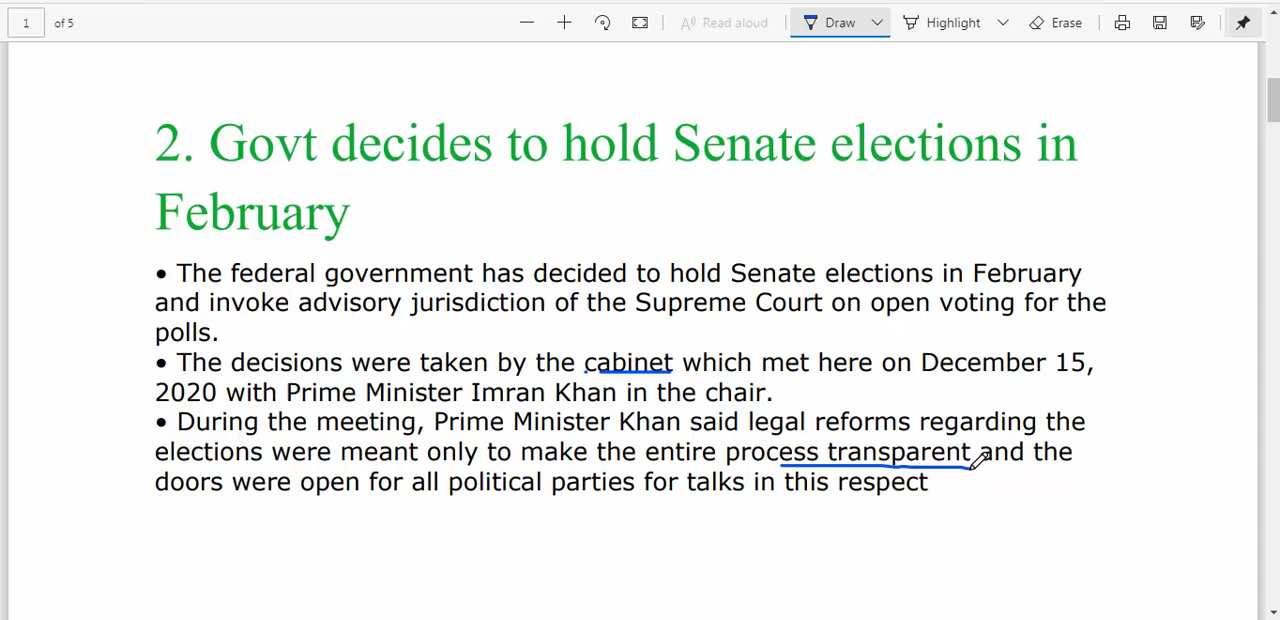 1 of 5 Read aloud Draw Highlight Erase
2. Govt decides to hold Senate elections in
February
• The federal government has decided to hold Senate elections in February
and invoke advisory jurisdiction of the Supreme Court on open voting for the
polls.
• The decisions were taken by the cabinet which met here on December 15,
2020 with Prime Minister Imran Khan in the chair.
• During the meeting, Prime Minister Khan said legal reforms regarding the
elections were meant only to make the entire process transparent and the
doors were open for all political parties for talks in this respect